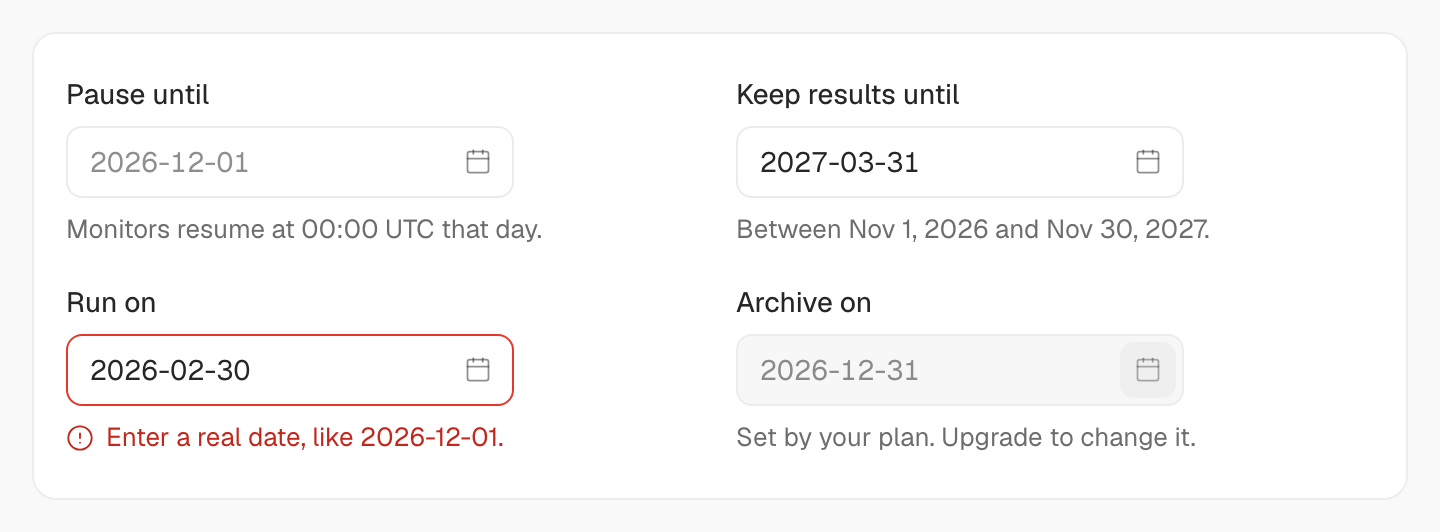 Pause until
2026-12-01
Monitors resume at 00:00 UTC that day.
Keep results until
2027-03-31
Between Nov 1, 2026 and Nov 30, 2027.
Run on
2026-02-30
Enter a real date, like 2026-12-01.
Archive on
2026-12-31
Set by your plan. Upgrade to change it.